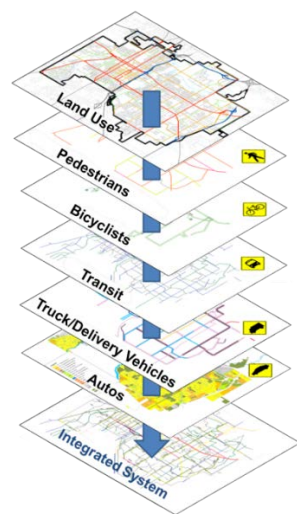 Land Use
Pedestrians
Bicyclists
Transit
Truck/Delivery Vehicles
Autos
Integrated System